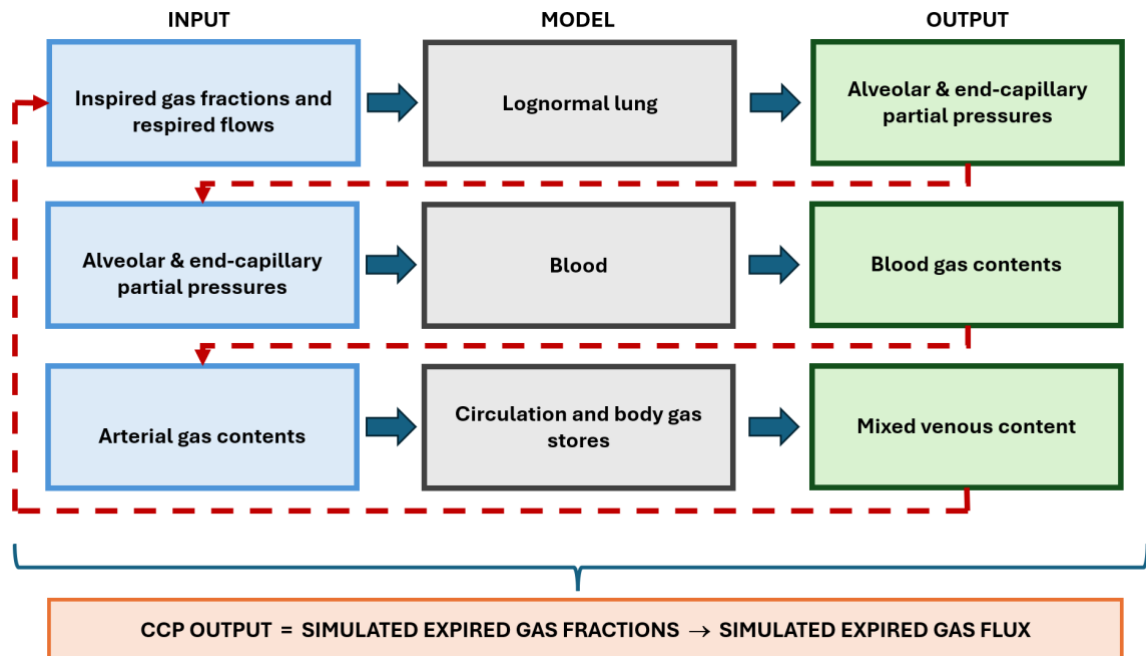 INPUT
MODEL
OUTPUT
Inspired gas fractions and
respired flows
Lognormal lung
Alveolar & end-capillary
partial pressures
Alveolar & end-capillary
partial pressures
Blood
Blood gas contents
Arterial gas contents
Circulation and body gas
stores
Mixed venous content
CCP OUTPUT = SIMULATED EXPIRED GAS FRACTIONS → SIMULATED EXPIRED GAS FLUX